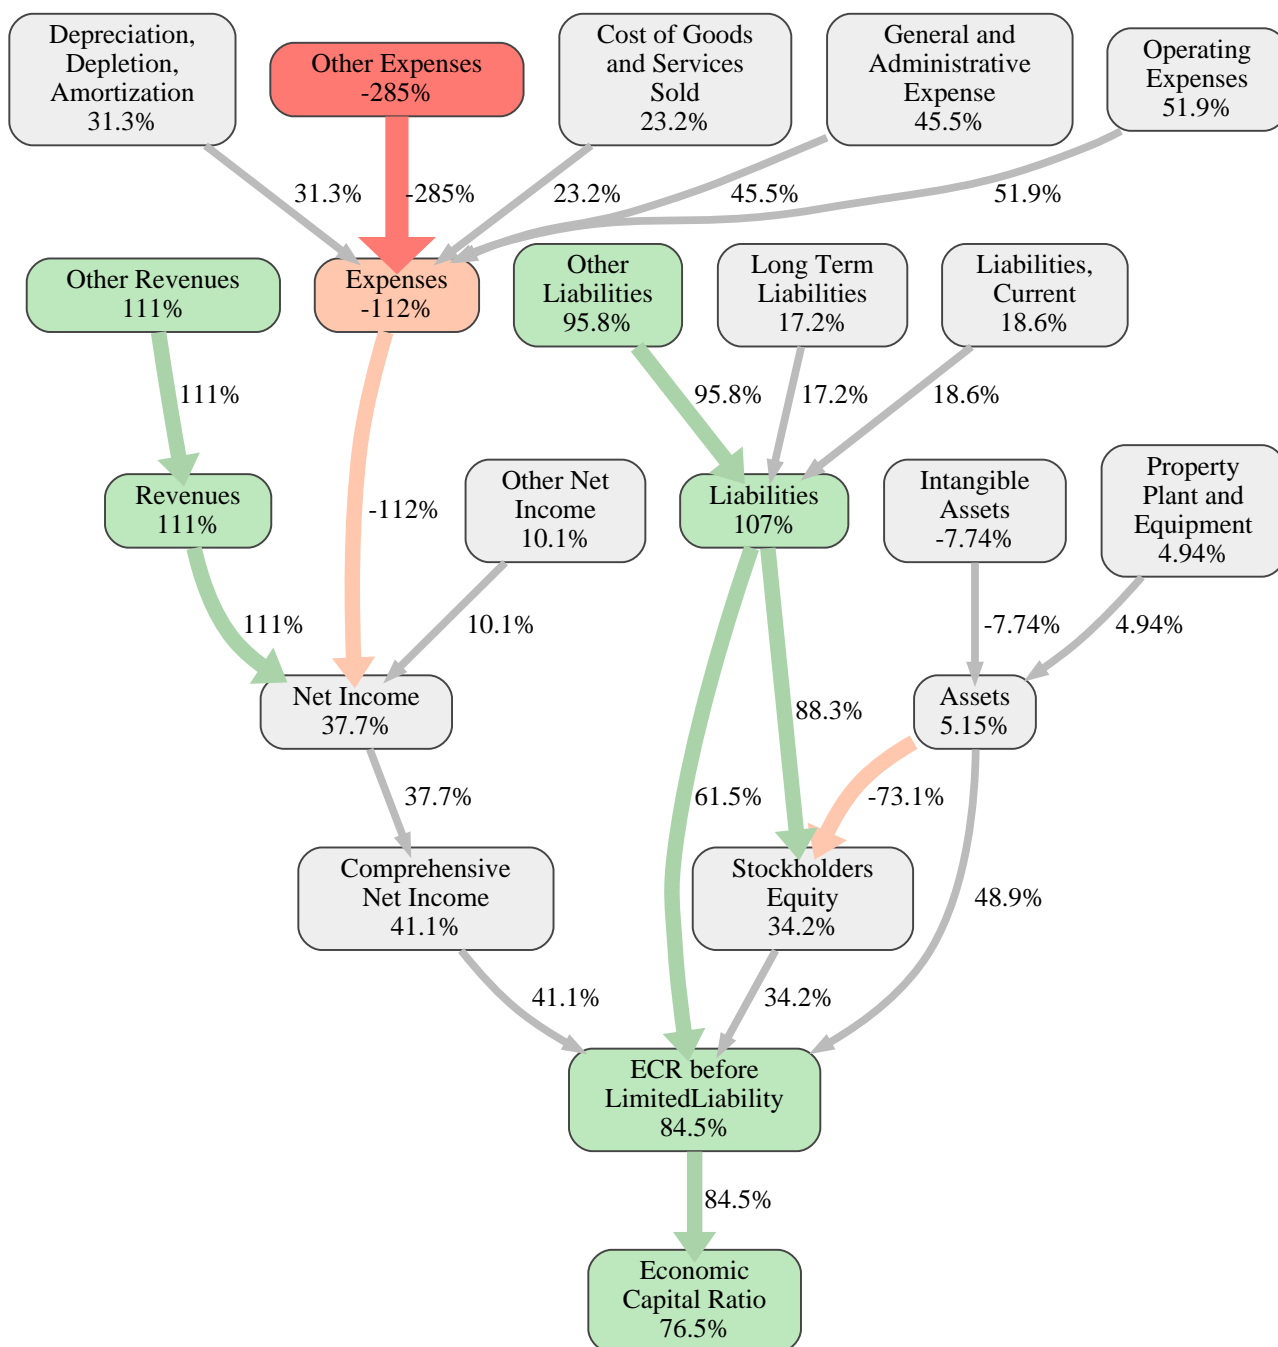 Depreciation,
Depletion,
Amortization
31.3%
Other Expenses
-285%
Cost of Goods
and Services
Sold
23.2%
General and
Administrative
Expense
45.5%
Operating
Expenses
51.9%
31.3%
-285%
23.2%
45.5%
51.9%
Other Revenues
111%
Expenses
-112%
Other
Liabilities
95.8%
Long Term
Liabilities
17.2%
Liabilities,
Current
18.6%
111%
95.8%
17.2%
18.6%
Revenues
111%
-112%
Other Net
Income
10.1%
Liabilities
107%
Intangible
Assets
-7.74%
Property
Plant and
Equipment
4.94%
111%
10.1%
-7.74%
4.94%
Net Income
37.7%
88.3%
Assets
5.15%
37.7%
61.5%
-73.1%
Comprehensive
Net Income
41.1%
Stockholders
Equity
34.2%
48.9%
41.1%
34.2%
ECR before
LimitedLiability
84.5%
84.5%
Economic
Capital Ratio
76.5%